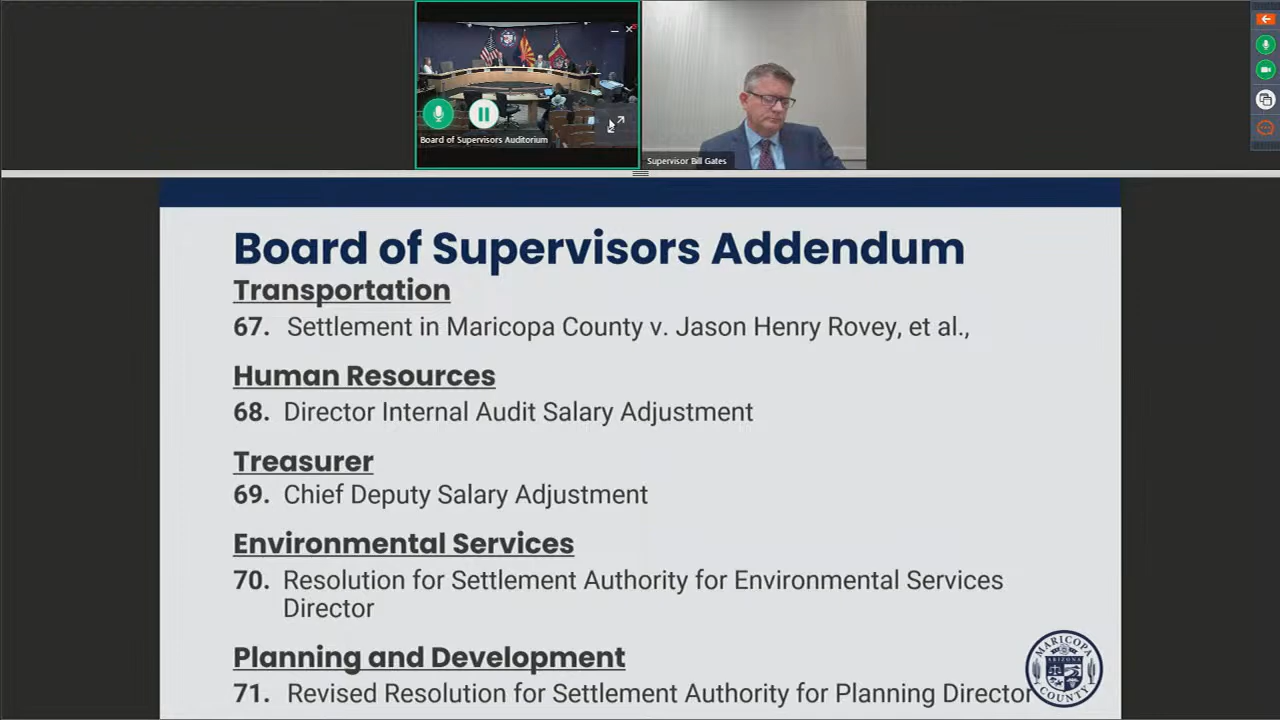 Board of Supervisors Auditorium
Supervisor Bill Gates
Board of Supervisors Addendum
Transportation
67. Settlement in Maricopa County v. Jason Henry Rovey, et al.,
Human Resources
68. Director Internal Audit Salary Adjustment
Treasurer
69. Chief Deputy Salary Adjustment
Environmental Services
70. Resolution for Settlement Authority for Environmental Services
Director
Planning and Development
71. Revised Resolution for Settlement Authority for Planning Director
MARICOPA
ARIZONA
COUNTY